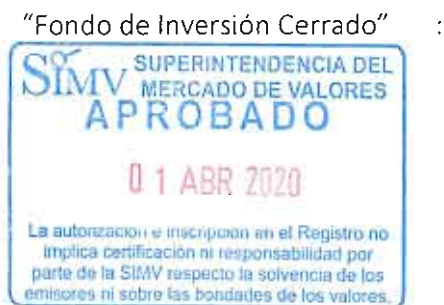 “Fondo de Inversión Cerrado” :
SIMV SUPERINTENDENCIA DEL
MERCADO DE VALORES
APROBADO
01 ABR 2020
La autorización e inscripción en el Registro no
implica certificación ni responsabilidad por
parte de la SIMV respecto la solvencia de los
emisores ni sobre las bondades de los valores.